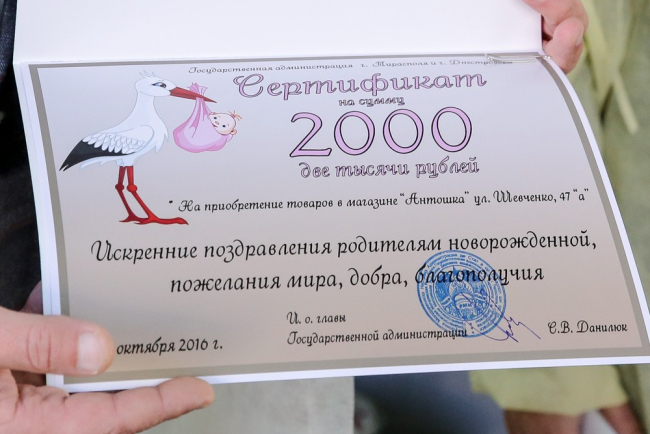 Государственная администрация г. Тирасполя и г. Днестровск
Сертификат
на сумму
2000
две тысячи рублей
* На приобретение товаров в магазине "Антошка" ул. Шевченко, 47 "а"
Искренние поздравления родителям новорожденной,
пожелания мира, добра, благополучия
И. о. главы
Государственной администрации
С.В. Данилюк
октября 2016 г.